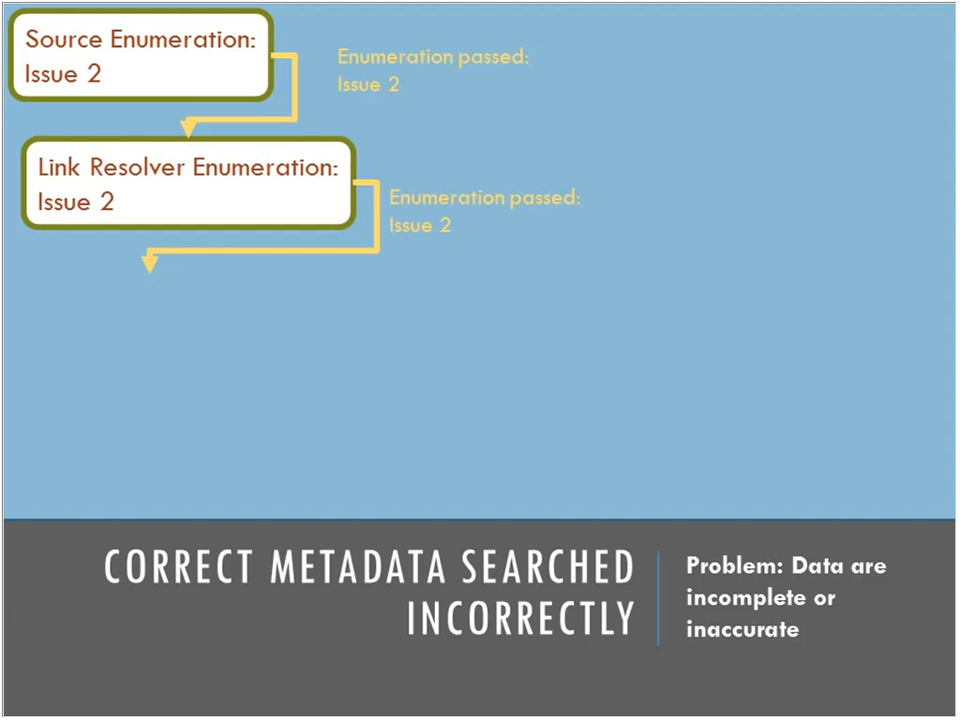 Source Enumeration:
Issue 2
Enumeration passed:
Issue 2
Link Resolver Enumeration:
Issue 2
Enumeration passed:
Issue 2
CORRECT METADATA SEARCHED
INCORRECTLY
Problem: Data are
incomplete or
inaccurate